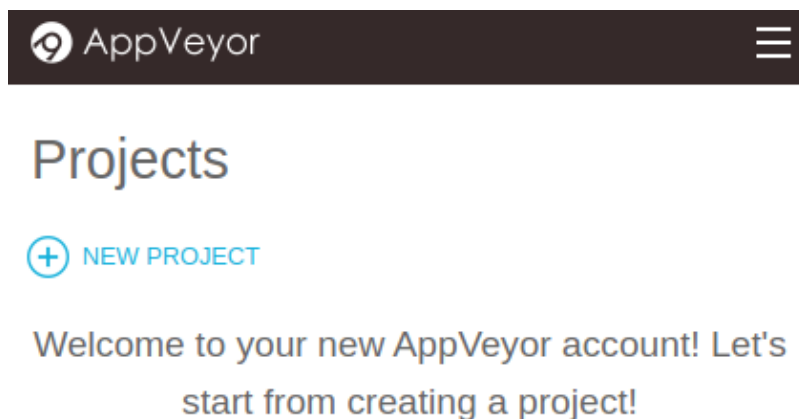 AppVeyor
Projects
NEW PROJECT
Welcome to your new AppVeyor account! Let's
start from creating a project!